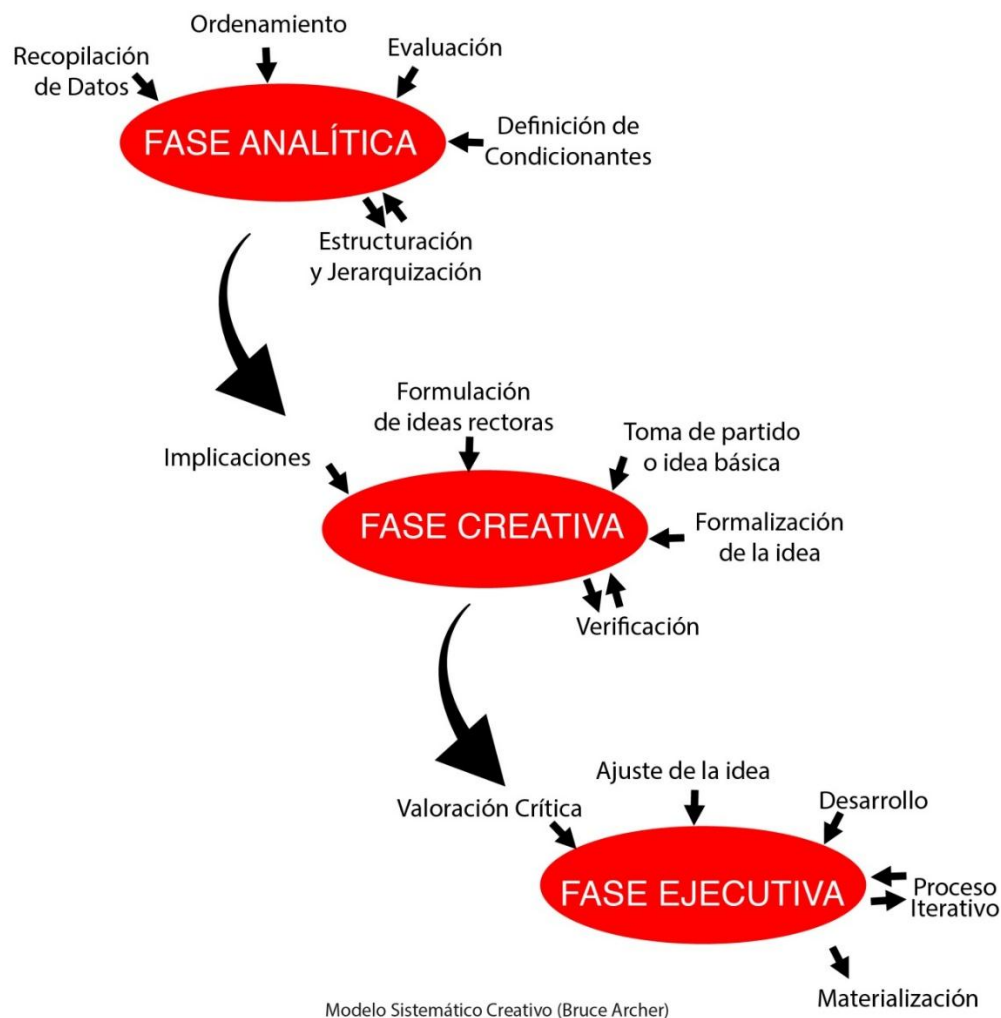 Ordenamiento
Recopilación
de Datos
Evaluación
FASE ANALÍTICA
Definición de
Condicionantes
Estructuración
y Jerarquización
Formulación
de ideas rectoras
Implicaciones
Toma de partido
o idea básica
FASE CREATIVA
Formalización
de la idea
Verificación
Ajuste de la idea
Valoración Crítica
Desarrollo
FASE EJECUTIVA
Proceso
Iterativo
Materialización
Modelo Sistemático Creativo (Bruce Archer)